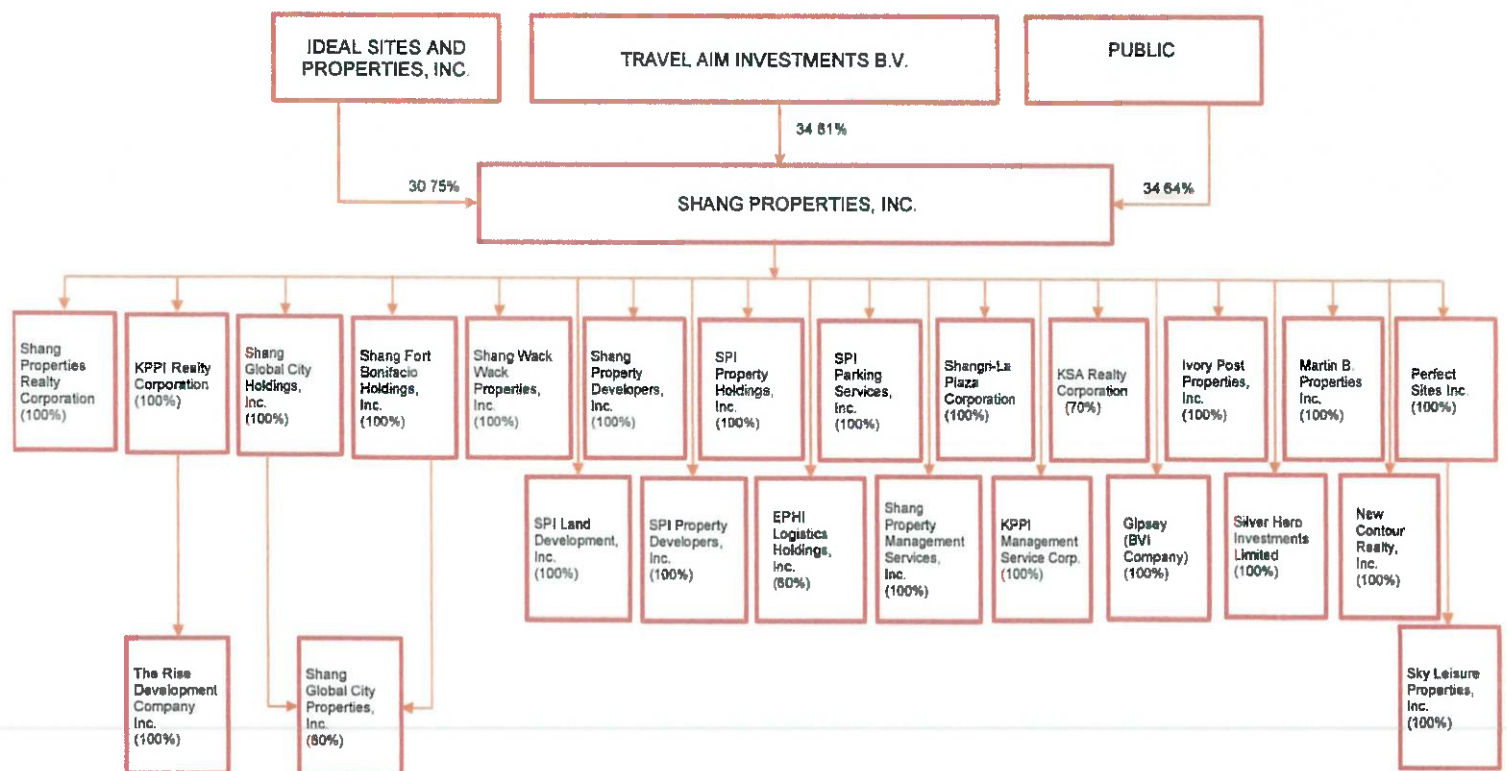 IDEAL SITES AND
PROPERTIES, INC.
TRAVEL AIM INVESTMENTS B.V.
PUBLIC
34 61%
30 75%
34 64%
SHANG PROPERTIES, INC.
Shang
Properties
Realty
Corporation
(100%)
KPPI Realty
Corporation
(100%)
Shang
Global City
Holdings,
Inc.
(100%)
Shang Fort
Bonifacio
Holdings,
Inc.
(100%)
Shang Wack
Wack
Properties,
Inc.
(100%)
Shang
Property
Developers,
Inc.
(100%)
SPI
Property
Holdings,
Inc.
(100%)
SPI
Parking
Services,
Inc.
(100%)
Shangri-La
Plaza
Corporation
(100%)
KSA Realty
Corporation
(70%)
Ivory Post
Properties,
Inc.
(100%)
Martin B.
Properties
Inc.
(100%)
Perfect
Sites Inc.
(100%)
SPI Land
Development,
Inc.
(100%)
SPI Property
Developers,
Inc.
(100%)
EPHI
Logistics
Holdings,
Inc.
(60%)
Shang
Property
Management
Services,
Inc.
(100%)
KPPI
Management
Service Corp.
(100%)
Gipsey
(BVI
Company)
(100%)
Silver Hero
Investments
Limited
(100%)
New
Contour
Realty,
Inc.
(100%)
The Rise
Development
Company
Inc.
(100%)
Shang
Global City
Properties,
Inc.
(60%)
Sky Leisure
Properties,
Inc.
(100%)